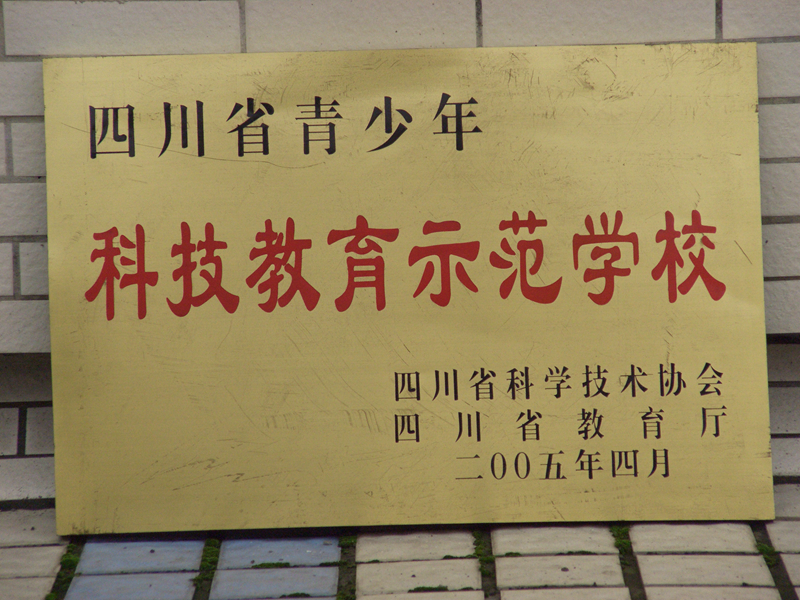 四川省青少年
科技教育示范学校
四川省科学技术协会
四川省教育厅
二00五年四月